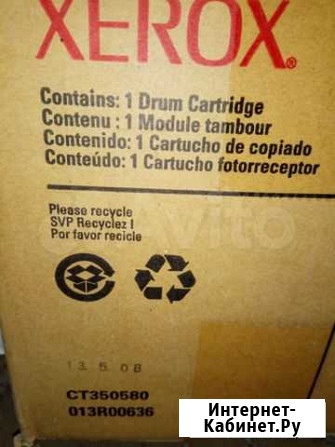 XEROX®
Contains: 1 Drum Cartridge
Contenu : 1 Module tambour
Contenido: 1 Cartucho de copiado
Conteúdo: 1 Cartucho fotorreceptor
Please recycle
SVP Recyclez !
Por favor recicle
Avito
13. 5. 08
CT350580
013R00636
Интернет-
Кабинет.Ру